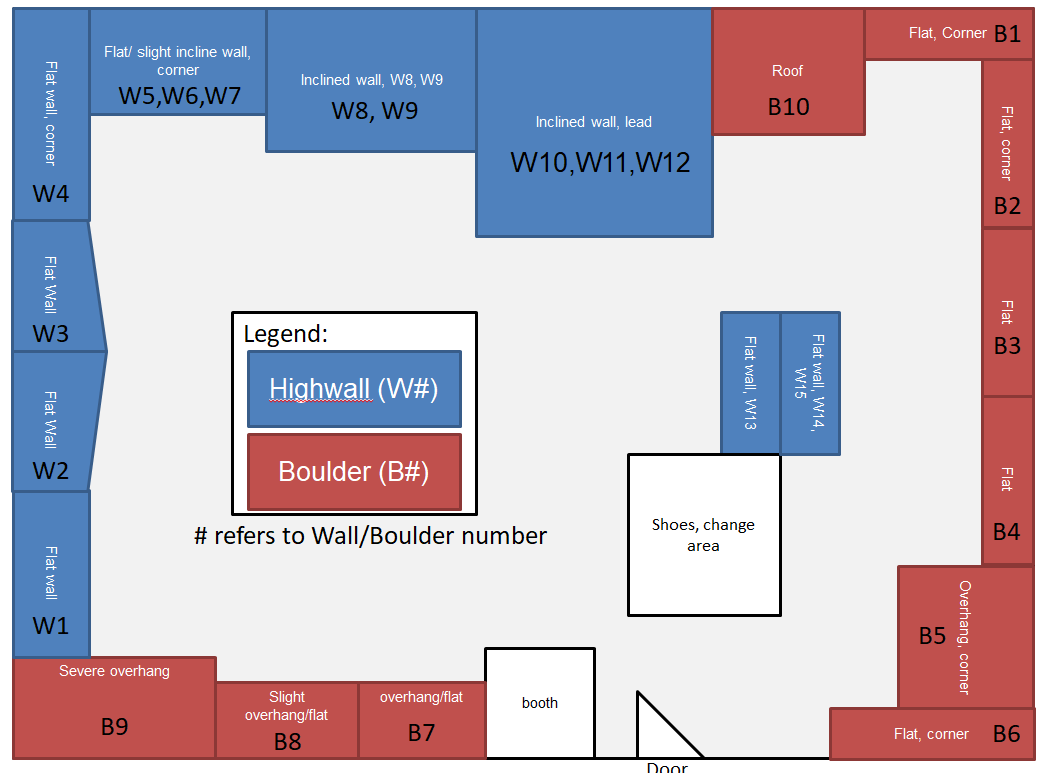 Flat wall, corner
W4
Flat/ slight incline wall,
corner
W5,W6,W7
Inclined wall, W8, W9
W8, W9
Inclined wall, lead
W10,W11,W12
Roof
B10
Flat, Corner B1
Flat, corner
B2
Flat Wall
W3
Legend:
Highwall (W#)
Boulder (B#)
# refers to Wall/Boulder number
Flat wall, W13
Flat wall, W14,
W15
Flat
B3
Flat Wall
W2
Flat
B4
Shoes, change
area
Flat wall
W1
Overhang, corner
B5
Severe overhang
B9
Slight
overhang/flat
B8
overhang/flat
B7
booth
Door
Flat, corner B6